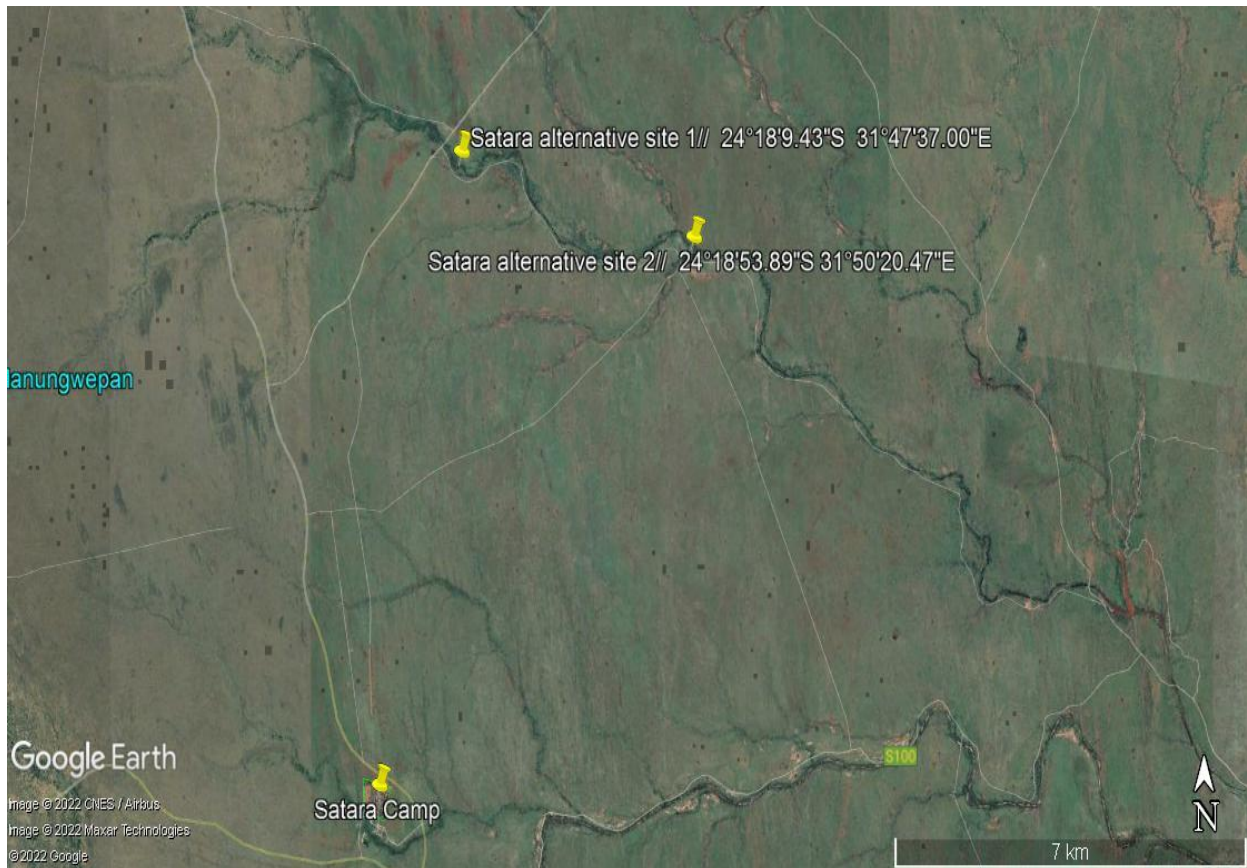 Satara alternative site 1//  24°18'9.43"S  31°47'37.00"E
Satara alternative site 2//  24°18'53.89"S 31°50'20.47"E
lanungwepan
S100
Google Earth
Satara Camp
Image © 2022 CNES / Airbus
Image © 2022 Maxar Technologies
© 2022 Google
N
7 km